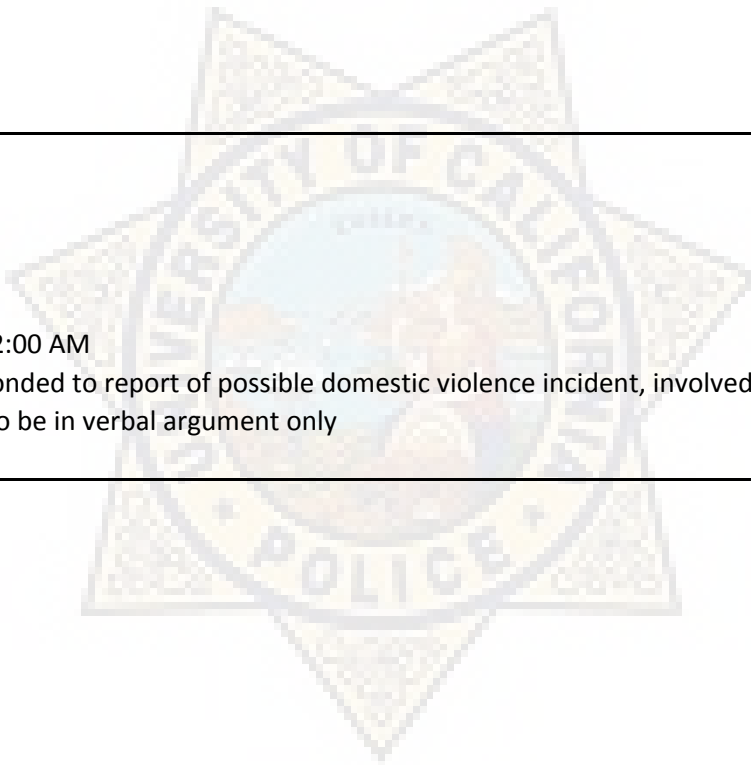 2:00 AM
onded to report of possible domestic violence incident, involved
o be in verbal argument only
UNIVERSITY OF CALIFORNIA
POLICE